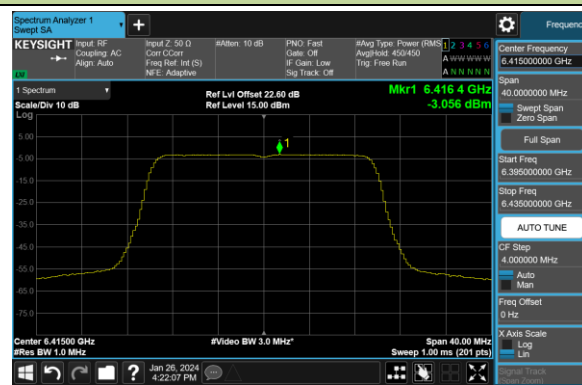 Spectrum Analyzer 1
Swept SA
Frequen
KEYSIGHT
Input: RF
Coupling: AC
Align: Auto
Input Z: 50 Ω
Corr CCorr
Freq Ref: Int (S)
NFE: Adaptive
#Atten: 10 dB
PNO: Fast
Gate: Off
IF Gain: Low
Sig Track: Off
#Avg Type: Power (RMS)
Avg|Hold: 450/450
Trig: Free Run
1 2 3 4 5 6
A W W W W W
A N N N N N
LXI
1 Spectrum
Scale/Div 10 dB
Log
Ref Lvl Offset 22.60 dB
Ref Level 15.00 dBm
Mkr1 6.416 4 GHz
-3.056 dBm
1
5.00
-5.00
-15.0
-25.0
-35.0
-45.0
-55.0
-65.0
-75.0
Center 6.41500 GHz
#Res BW 1.0 MHz
#Video BW 3.0 MHz*
Span 40.00 MHz
Sweep 1.00 ms (201 pts)
Jan 26, 2024
4:22:07 PM
Center Frequency
6.415000000 GHz
Span
40.0000000 MHz
Swept Span
Zero Span
Full Span
Start Freq
6.395000000 GHz
Stop Freq
6.435000000 GHz
AUTO TUNE
CF Step
4.000000 MHz
Auto
Man
Freq Offset
0 Hz
X Axis Scale
Log
Lin
Signal Track
(Span Zoom)